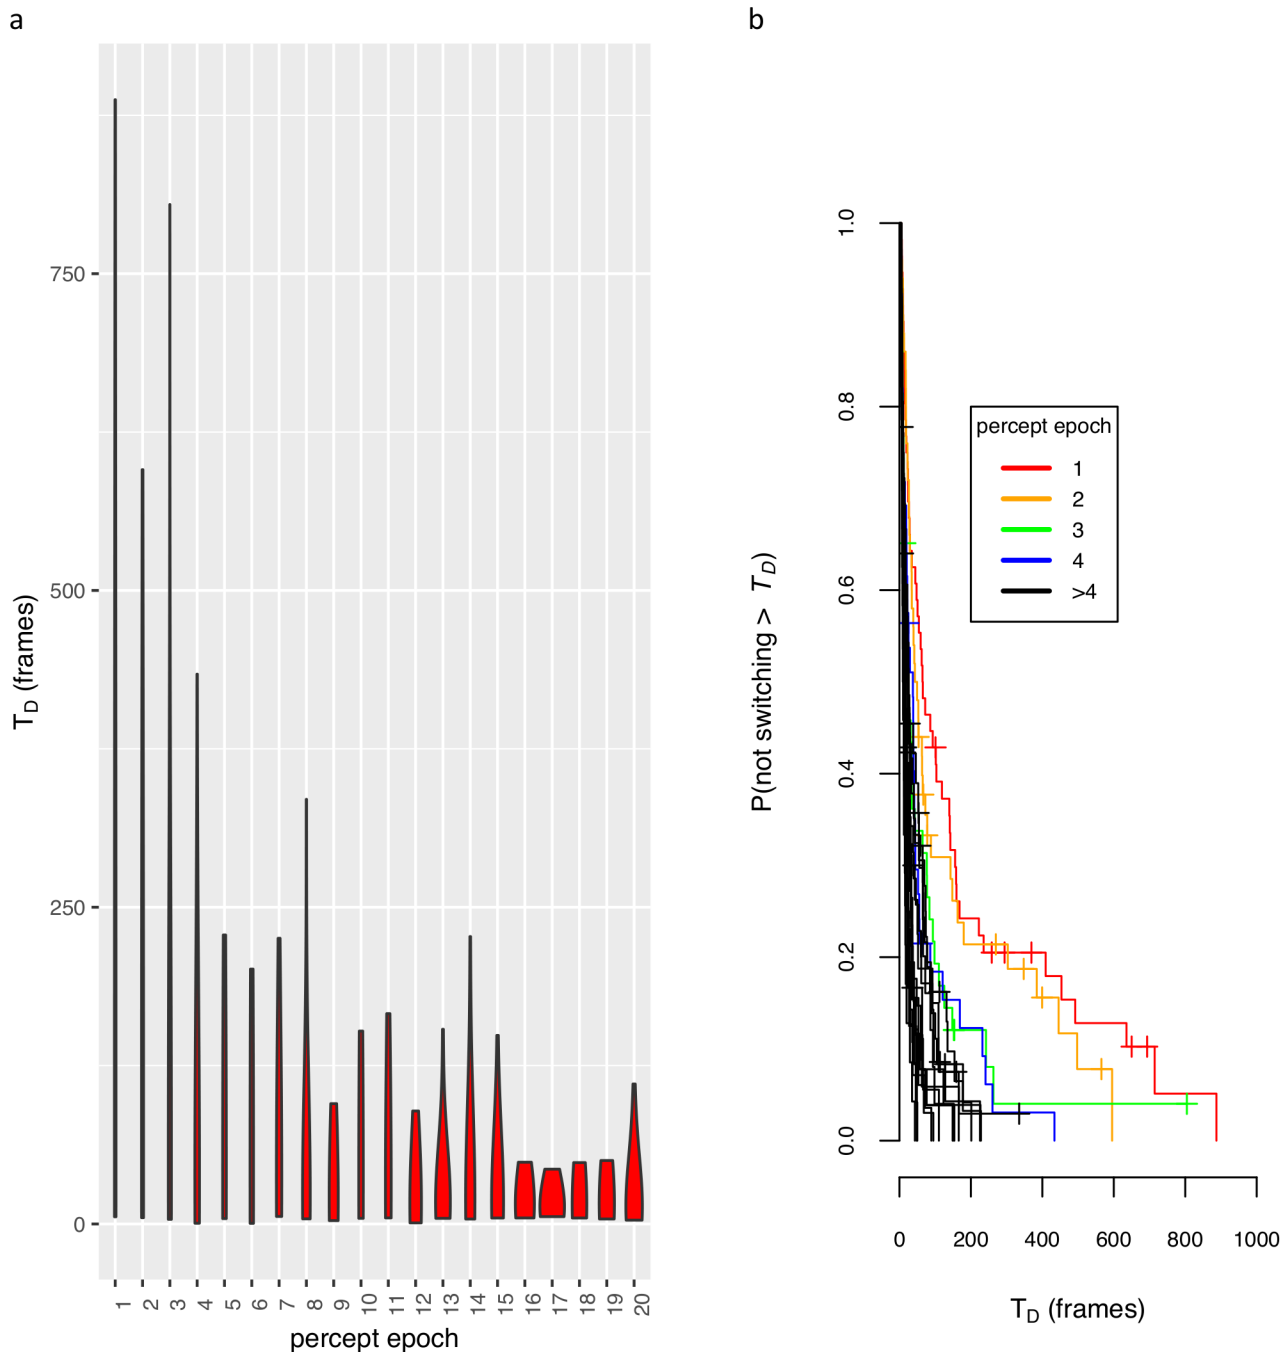 a
b
750
500
250
0
T_D (frames)
1 2 3 4 5 6 7 8 9 10 11 12 13 14 15 16 17 18 19 20
percept epoch
1.0
0.8
0.6
0.4
0.2
0.0
P(not switching > T_D)
percept epoch
1
2
3
4
>4
0 200 400 600 800 1000
T_D (frames)